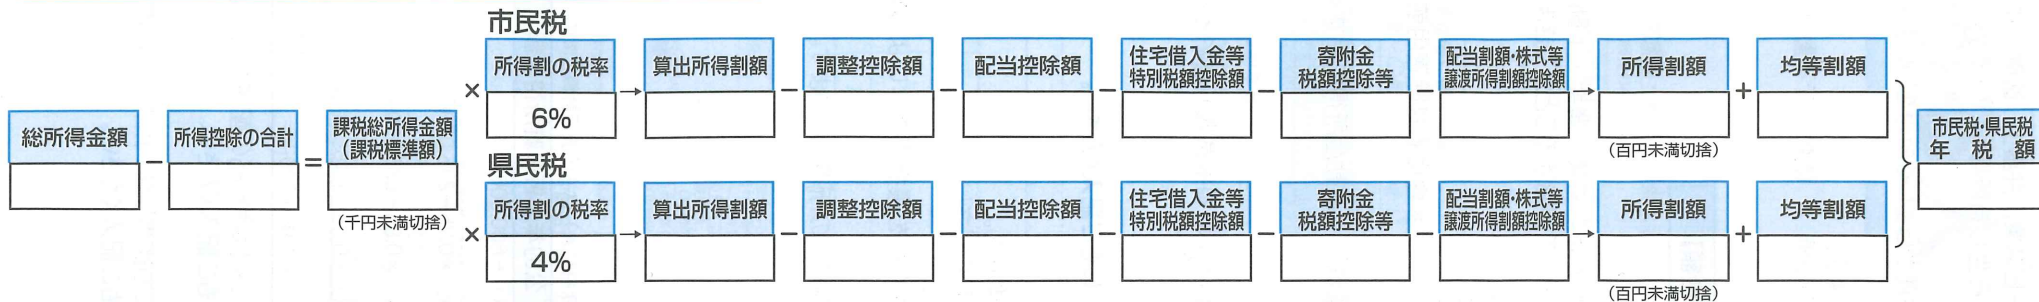 市民税
所得割の税率
算出所得割額
調整控除額
配当控除額
住宅借入金等
特別税額控除額
寄附金
税額控除等
配当割額・株式等
譲渡所得割額控除額
所得割額
均等割額
× 6% → − − − − − → +
(百円未満切捨)
総所得金額
−
所得控除の合計
=
課税総所得金額
(課税標準額)
(千円未満切捨)
市民税・県民税
年税額
県民税
所得割の税率
算出所得割額
調整控除額
配当控除額
住宅借入金等
特別税額控除額
寄附金
税額控除等
配当割額・株式等
譲渡所得割額控除額
所得割額
均等割額
× 4% → − − − − − → +
(百円未満切捨)